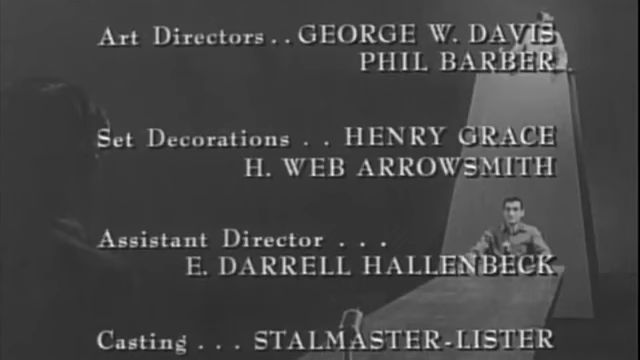 Art Directors . . GEORGE W. DAVIS
PHIL BARBER
Set Decorations . . HENRY GRACE
H. WEB ARROWSMITH
Assistant Director . . .
E. DARRELL HALLENBECK
Casting . . . STALMASTER-LISTER